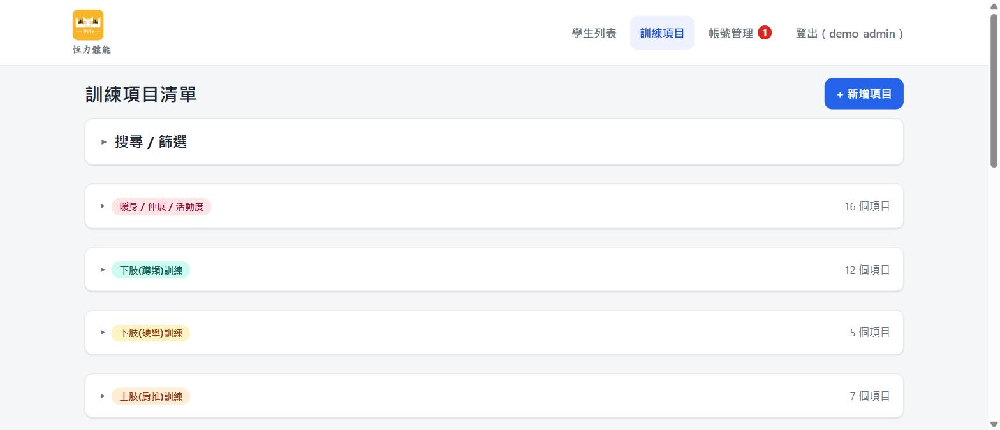 恆力體能
學生列表 訓練項目 帳號管理 1 登出 ( demo_admin )
訓練項目清單
+ 新增項目
▸ 搜尋 / 篩選
▸ 暖身 / 伸展 / 活動度 16 個項目
▸ 下肢(蹲類)訓練 12 個項目
▸ 下肢(硬舉)訓練 5 個項目
▸ 上肢(肩推)訓練 7 個項目